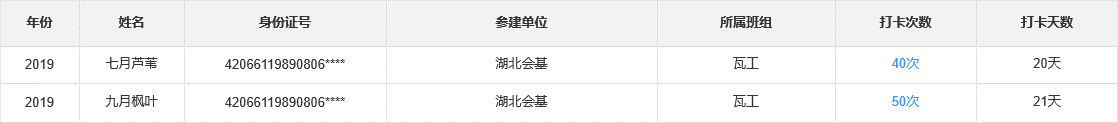 年份 姓名 身份证号 参建单位 所属班组 打卡次数 打卡天数
2019 七月芦苇 42066119890806**** 湖北会基 瓦工 40次 20天
2019 九月枫叶 42066119890806**** 湖北会基 瓦工 50次 21天